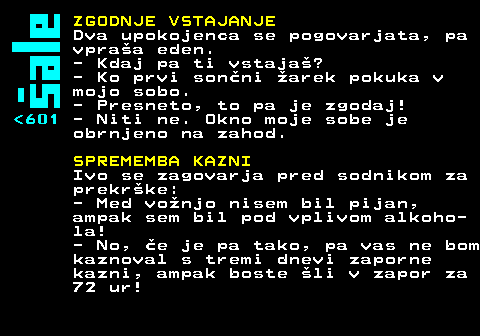 šale
<601
ZGODNJE VSTAJANJE
Dva upokojenca se pogovarjata, pa
vpraša eden.
- Kdaj pa ti vstajaš?
- Ko prvi sončni žarek pokuka v
mojo sobo.
- Presneto, to pa je zgodaj!
- Niti ne. Okno moje sobe je
obrnjeno na zahod.
SPREMEMBA KAZNI
Ivo se zagovarja pred sodnikom za
prekrške:
- Med vožnjo nisem bil pijan,
ampak sem bil pod vplivom alkoho-
la!
- No, če je pa tako, pa vas ne bom
kaznoval s tremi dnevi zaporne
kazni, ampak boste šli v zapor za
72 ur!